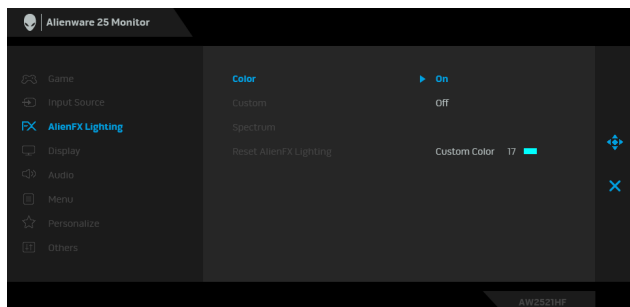 Alienware 25 Monitor
Game
Input Source
FX AlienFX Lighting
Display
Audio
Menu
Personalize
Others
Color
Custom
Spectrum
Reset AlienFX Lighting
On
Off
Custom Color 17
AW2521HF